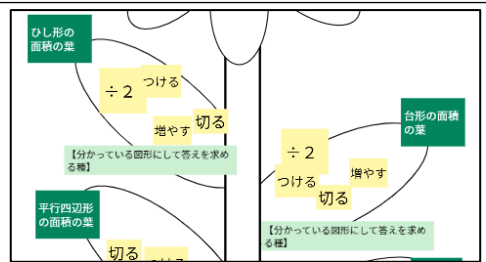 ひし形の
面積の葉
÷２
つける
増やす
切る
【分かっている図形にして答えを求め
る種】
平行四辺形
の面積の葉
切る
つける
台形の面積
の葉
÷２
つける
切る
増やす
【分かっている図形にして答えを求め
る種】